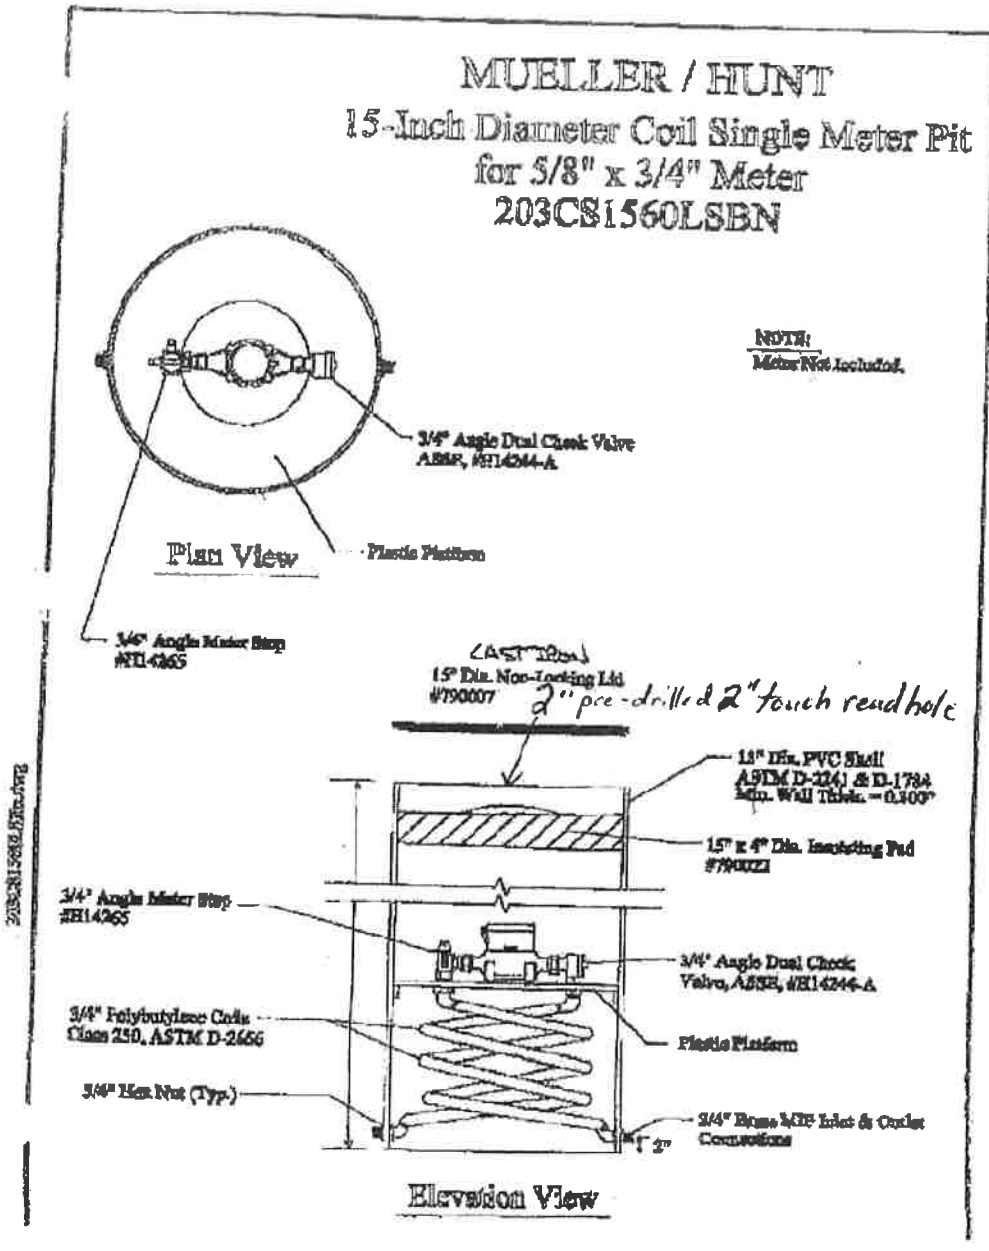 MUELLER / HUNT
15-Inch Diameter Coil Single Meter Pit
for 5/8" x 3/4" Meter
203CS1560LSBN
NOTE:
Meter Not Included.
3/4" Angle Dual Check Valve
ASSE, #H14244-A
Plan View
Plastic Platform
3/4" Angle Meter Stop
#H14265
CAST IRON
15" Dia. Non-Locking Lid
#790007
2" pre-drilled 2" touch read hole
PVC Shell
ASTM D-2241 & D-1784
Min. Wall Thick. = 0.300"
15" x 4" Dia. Insulating Pad
3/4" Angle Meter Stop
#H14265
3/4" Angle Dual Check
Valve, ASSE, #H14244-A
3/4" Polybutylene Coils
Class 250, ASTM D-2666
Plastic Platform
3/4" Hex Nut (Typ.)
3/4" Brass MIP Inlet & Outlet
Connections
2"
Elevation View